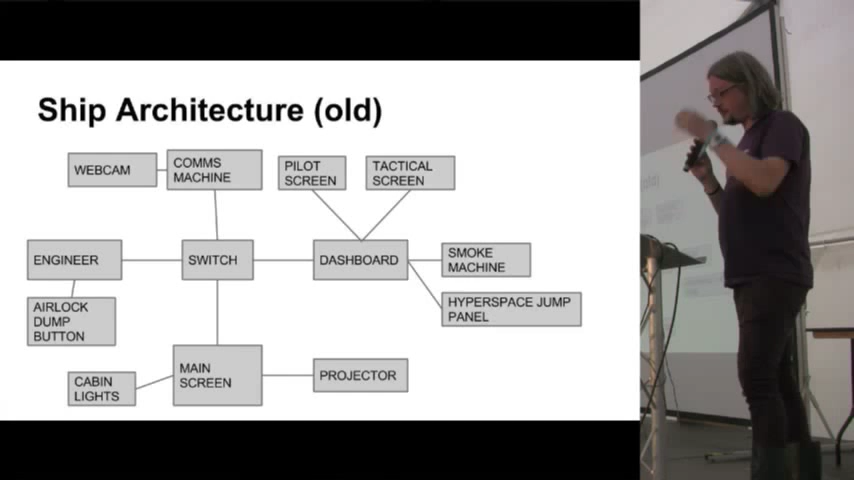 Ship Architecture (old)
WEBCAM
COMMS
MACHINE
PILOT
SCREEN
TACTICAL
SCREEN
ENGINEER
SWITCH
DASHBOARD
SMOKE
MACHINE
AIRLOCK
DUMP
BUTTON
HYPERSPACE JUMP
PANEL
MAIN
SCREEN
PROJECTOR
CABIN
LIGHTS